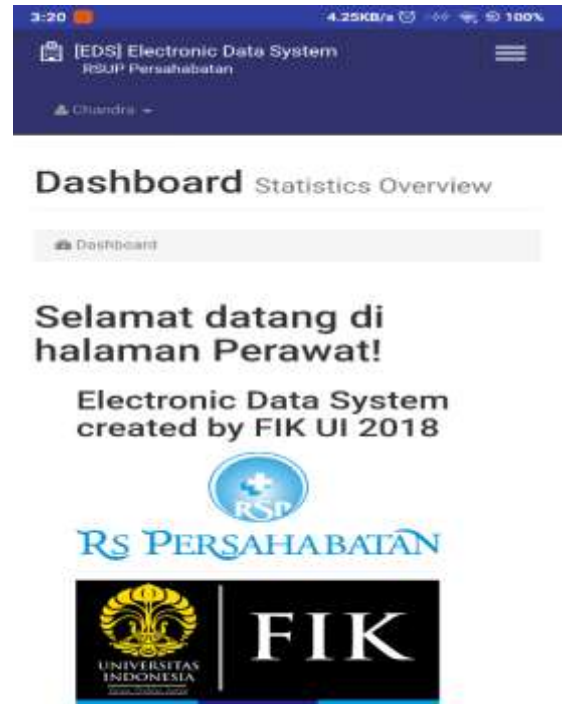 3:20
4.25KB/s
100%
[EDS] Electronic Data System
RSUP Persahabatan
Chandra
Dashboard Statistics Overview
Dashboard
Selamat datang di
halaman Perawat!
Electronic Data System
created by FIK UI 2018
RSP
RS PERSAHABATAN
FIK
UNIVERSITAS
INDONESIA